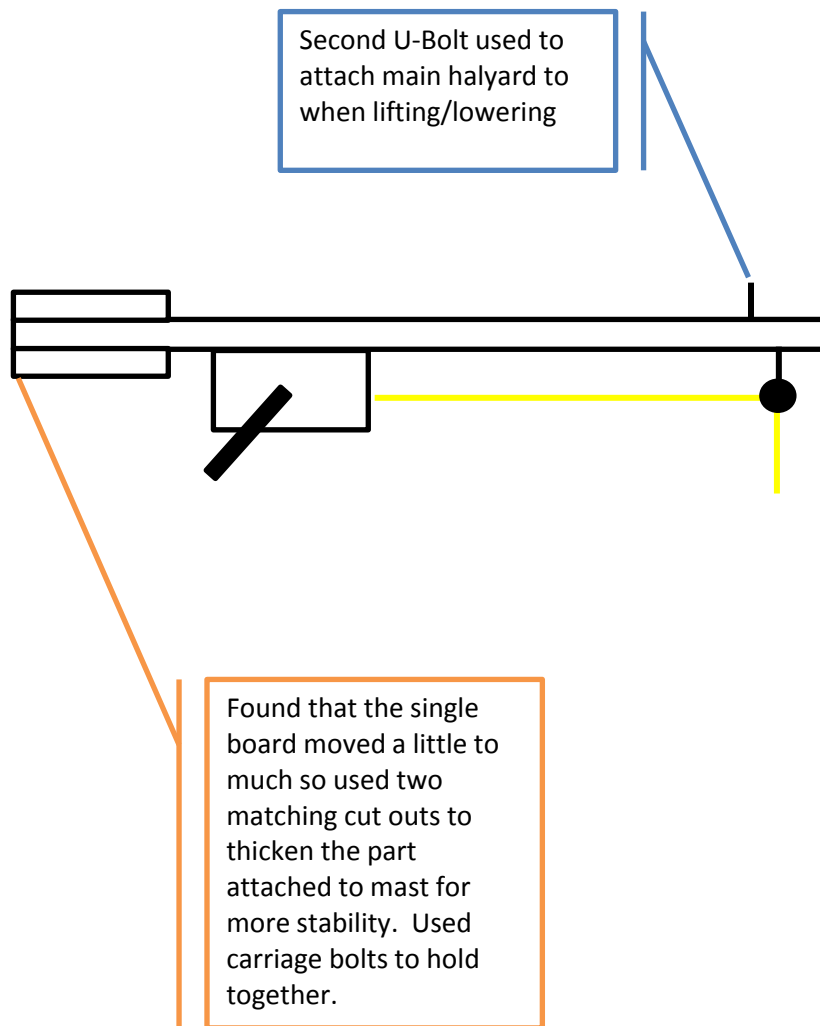 Second U-Bolt used to
attach main halyard to
when lifting/lowering
Found that the single
board moved a little to
much so used two
matching cut outs to
thicken the part
attached to mast for
more stability.  Used
carriage bolts to hold
together.